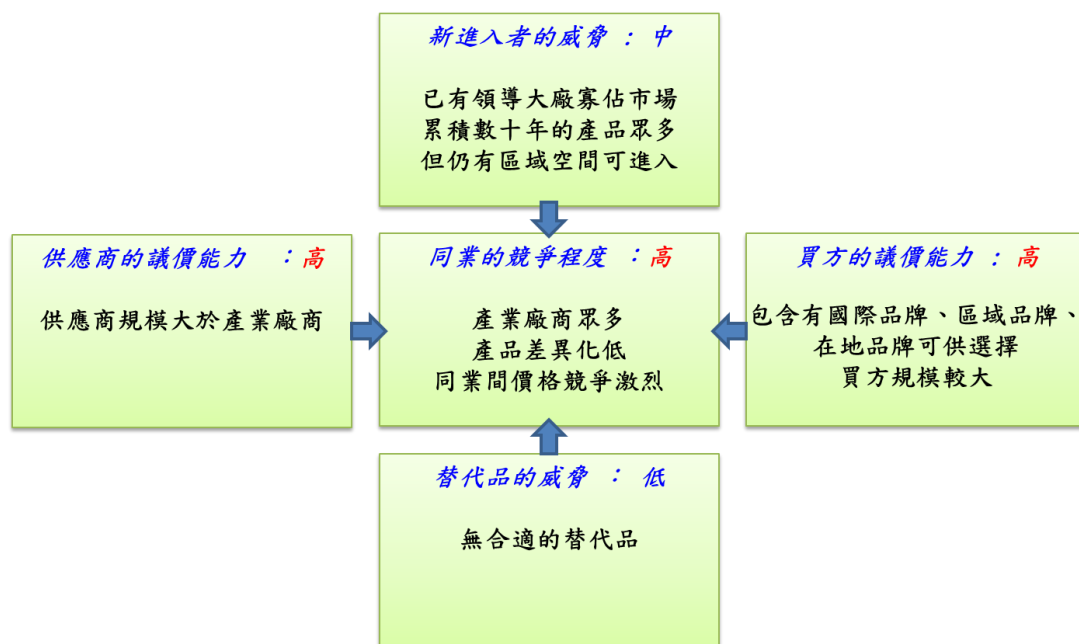 新進入者的威脅 : 中
已有領導大廠寡佔市場
累積數十年的產品眾多
但仍有區域空間可進入
供應商的議價能力 : 高
供應商規模大於產業廠商
同業的競爭程度 : 高
產業廠商眾多
產品差異化低
同業間價格競爭激烈
買方的議價能力 : 高
包含有國際品牌、區域品牌、
在地品牌可供選擇
買方規模較大
替代品的威脅 : 低
無合適的替代品